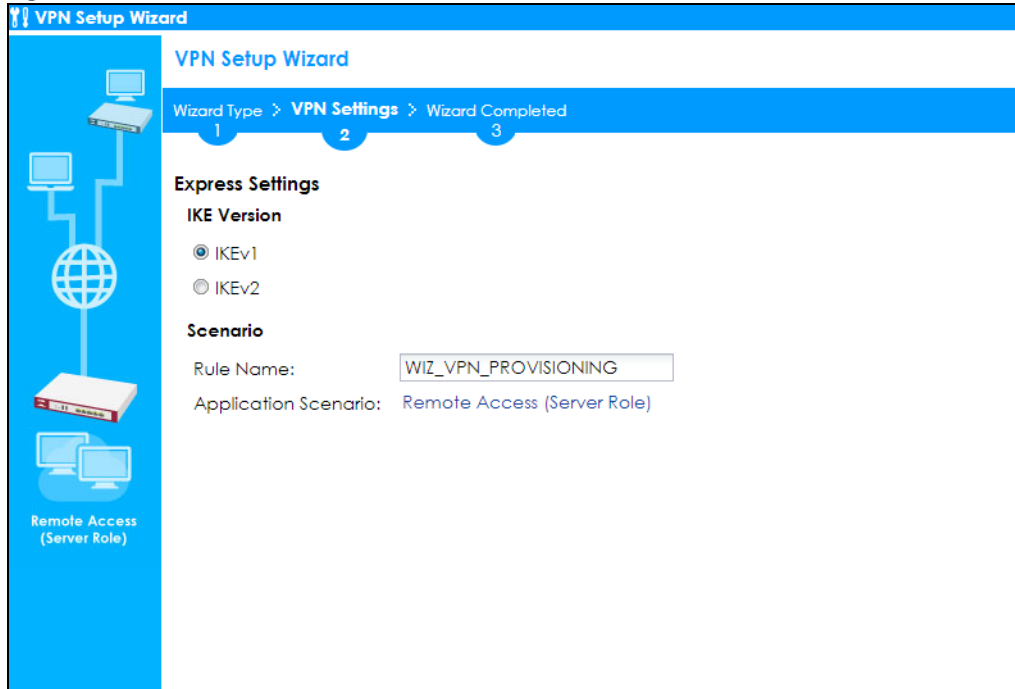 VPN Setup Wizard
VPN Setup Wizard
Wizard Type > VPN Settings > Wizard Completed
1 2 3
Express Settings
IKE Version
IKEv1
IKEv2
Scenario
Rule Name: WIZ_VPN_PROVISIONING
Application Scenario: Remote Access (Server Role)
Remote Access
(Server Role)